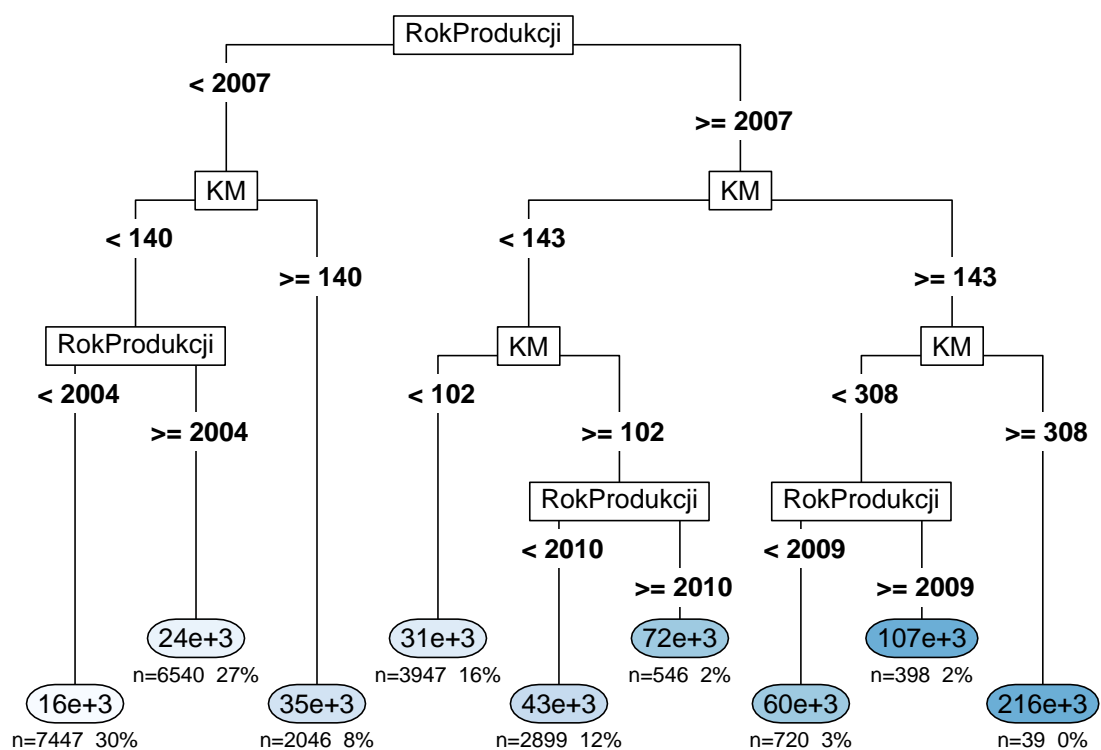 RokProdukcji
< 2007
>= 2007
KM
KM
< 140
>= 140
< 143
>= 143
RokProdukcji
KM
KM
< 2004
>= 2004
< 102
>= 102
< 308
>= 308
RokProdukcji
RokProdukcji
< 2010
>= 2010
< 2009
>= 2009
24e+3
n=6540 27%
31e+3
n=3947 16%
72e+3
n=546 2%
107e+3
n=398 2%
16e+3
n=7447 30%
35e+3
n=2046 8%
43e+3
n=2899 12%
60e+3
n=720 3%
216e+3
n=39 0%